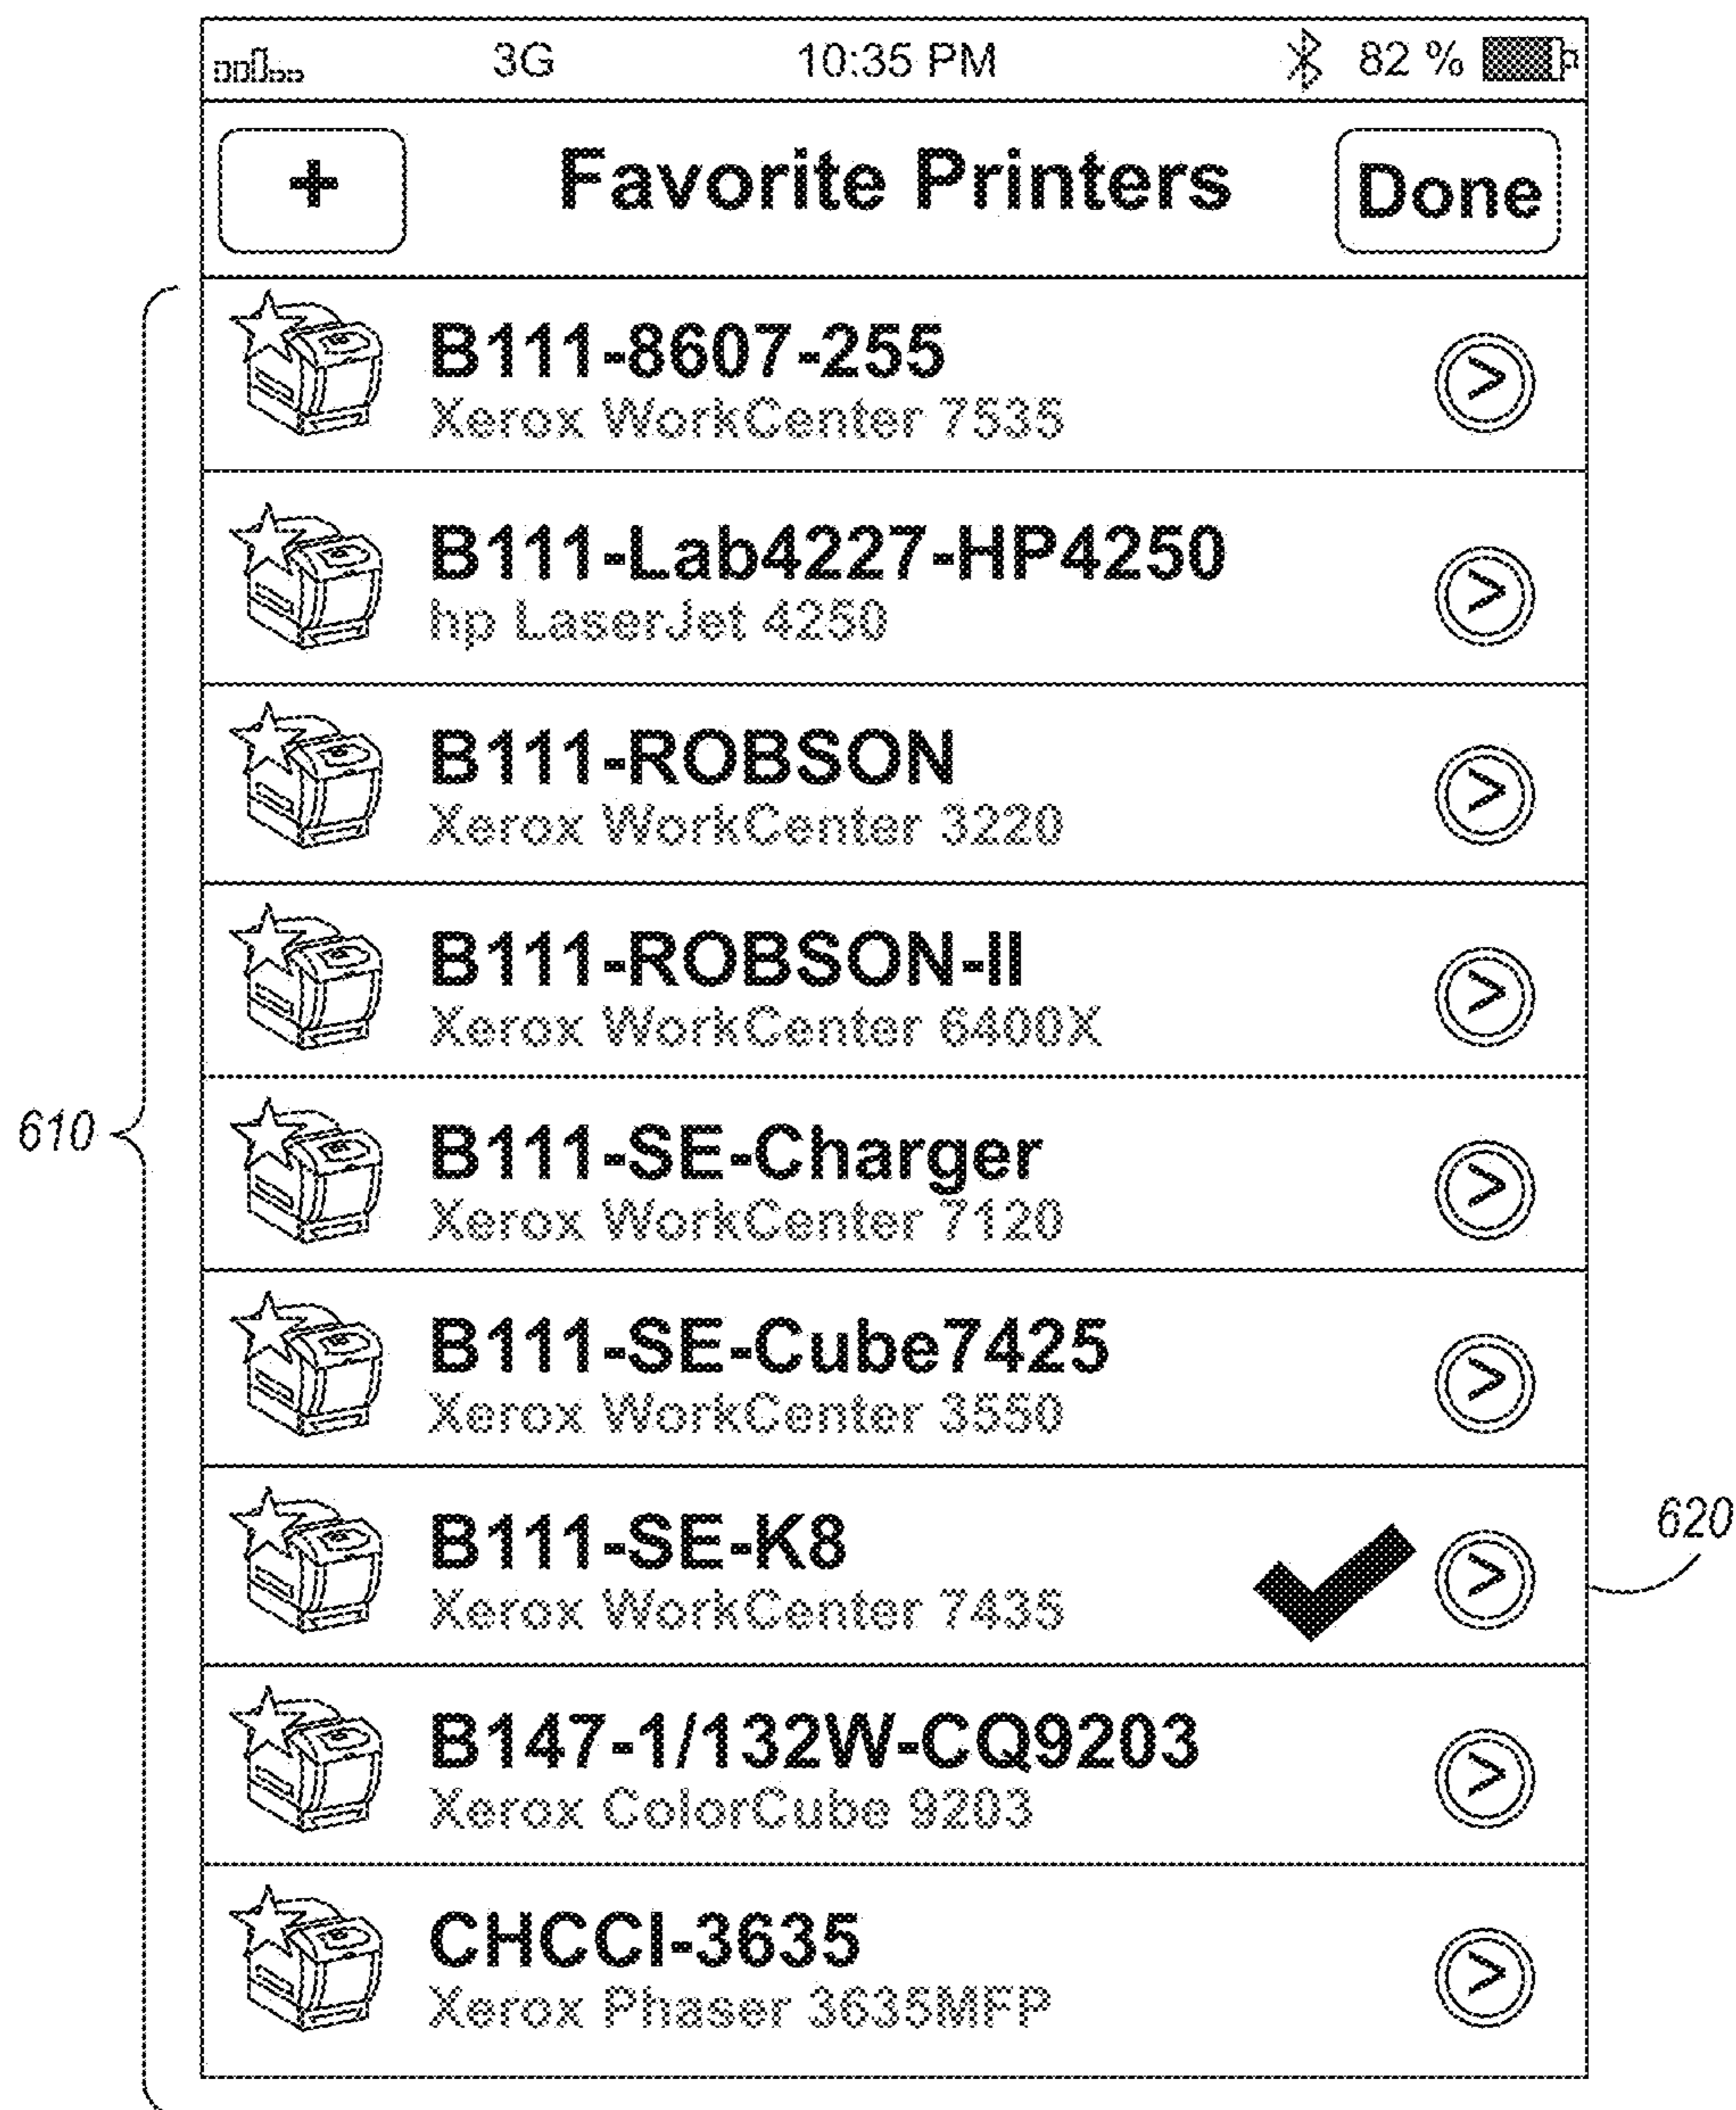 3G 10:35 PM 82 %
+ Favorite Printers Done
B111-8607-255
Xerox WorkCenter 7535
>
B111-Lab4227-HP4250
hp LaserJet 4250
>
B111-ROBSON
Xerox WorkCenter 3220
>
B111-ROBSON-II
Xerox WorkCenter 6400X
>
610
B111-SE-Charger
Xerox WorkCenter 7120
>
B111-SE-Cube7425
Xerox WorkCenter 3550
>
B111-SE-K8
Xerox WorkCenter 7435
>
620
B147-1/132W-CQ9203
Xerox ColorCube 9203
>
CHCCI-3635
Xerox Phaser 3635MFP
>